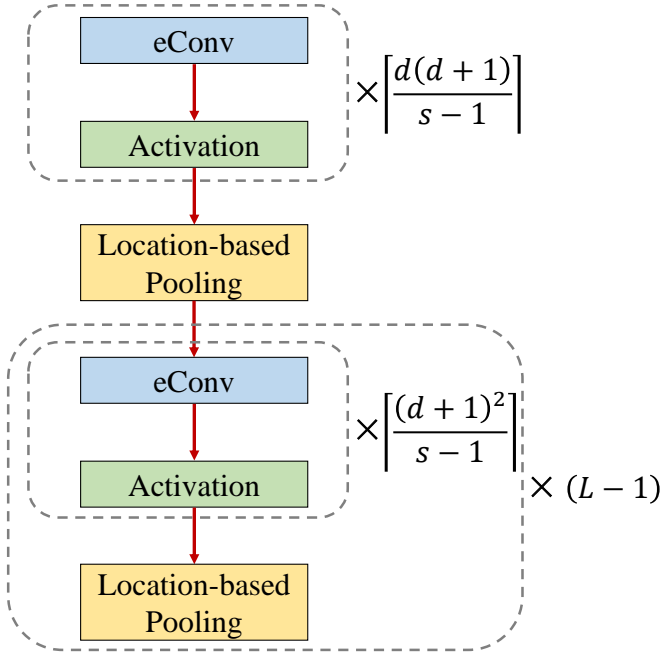 eConv
Activation
× ⌈d(d + 1) / s − 1⌉
Location-based
Pooling
eConv
Activation
× ⌈(d + 1)² / s − 1⌉
× (L − 1)
Location-based
Pooling